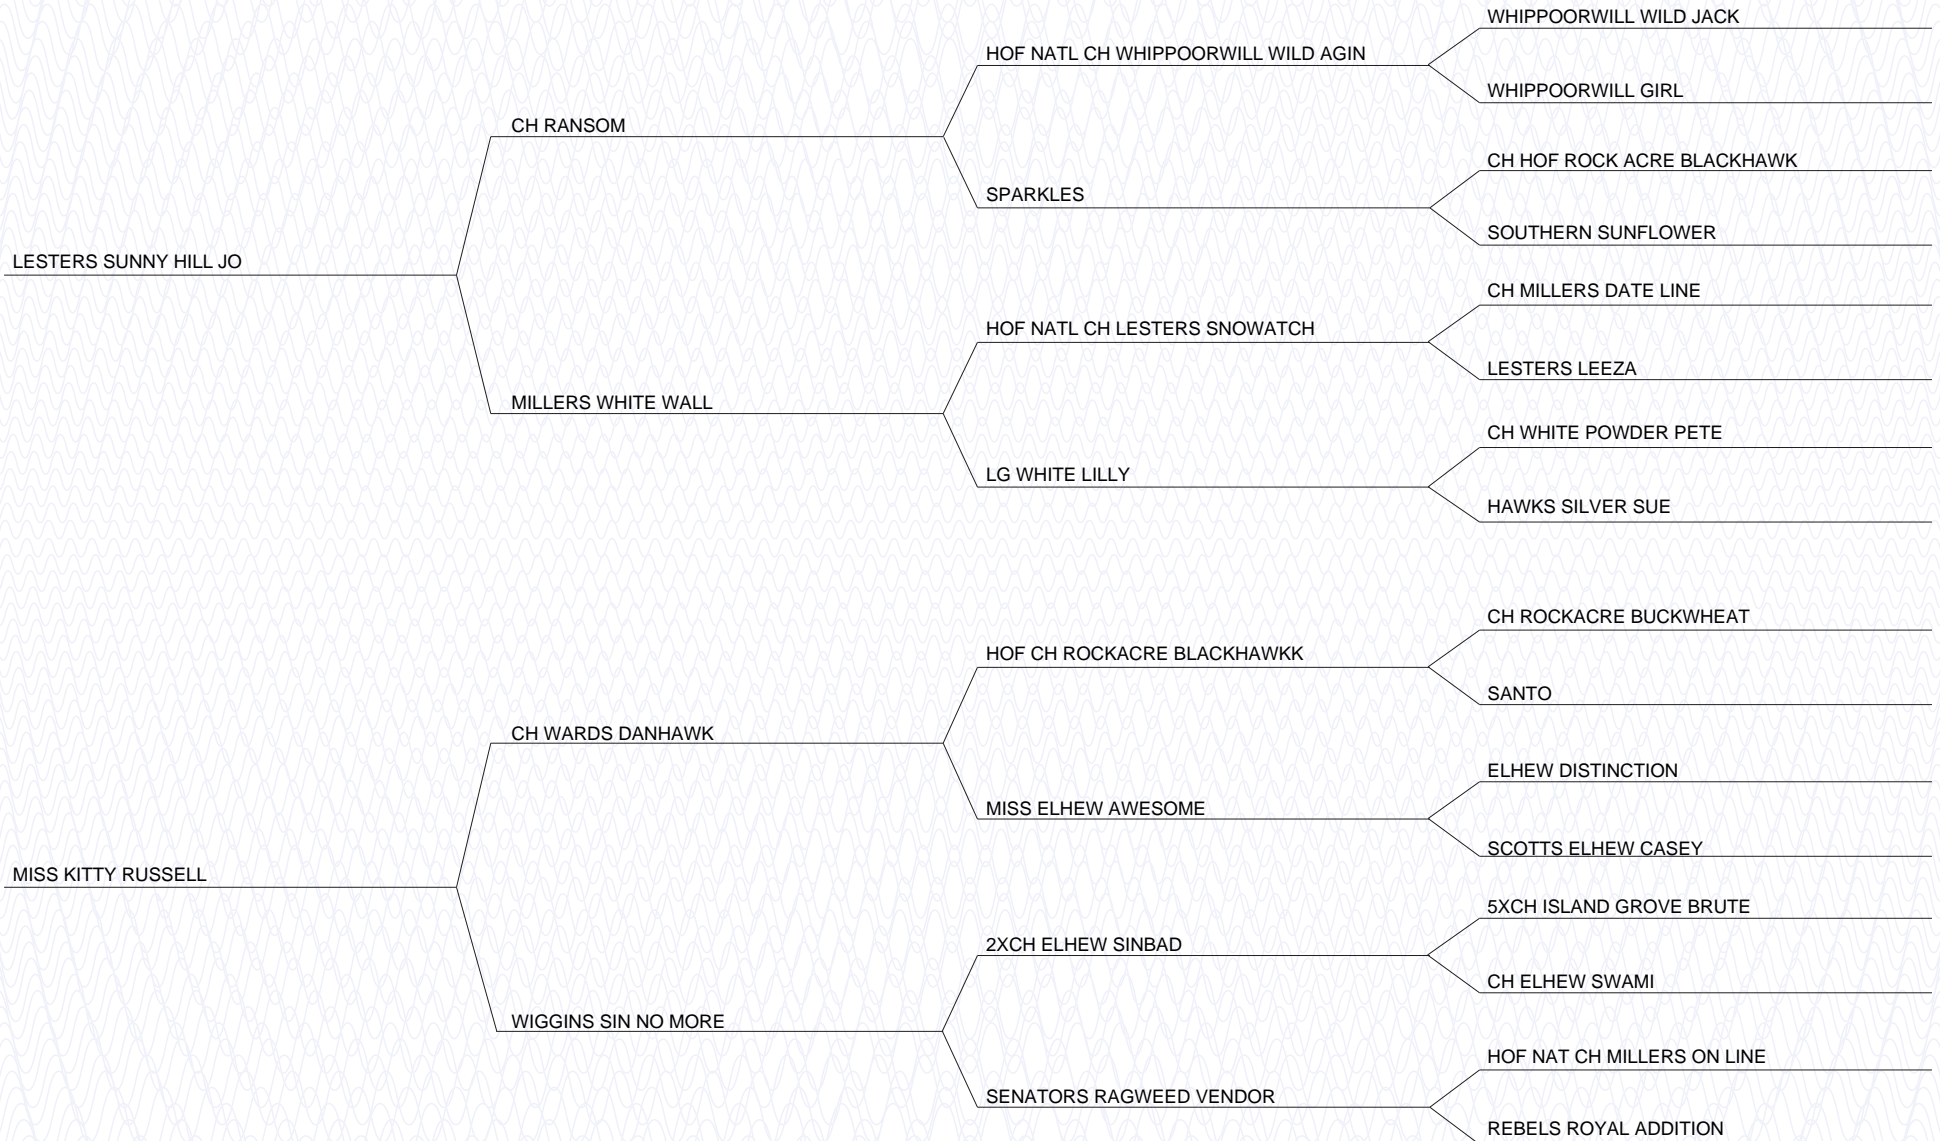 WHIPPOORWILL WILD JACK
HOF NATL CH WHIPPOORWILL WILD AGIN
WHIPPOORWILL GIRL
CH RANSOM
CH HOF ROCK ACRE BLACKHAWK
SPARKLES
SOUTHERN SUNFLOWER
LESTERS SUNNY HILL JO
CH MILLERS DATE LINE
HOF NATL CH LESTERS SNOWATCH
LESTERS LEEZA
MILLERS WHITE WALL
CH WHITE POWDER PETE
LG WHITE LILLY
HAWKS SILVER SUE
CH ROCKACRE BUCKWHEAT
HOF CH ROCKACRE BLACKHAWKK
SANTO
CH WARDS DANHAWK
ELHEW DISTINCTION
MISS ELHEW AWESOME
SCOTTS ELHEW CASEY
MISS KITTY RUSSELL
5XCH ISLAND GROVE BRUTE
2XCH ELHEW SINBAD
CH ELHEW SWAMI
WIGGINS SIN NO MORE
HOF NAT CH MILLERS ON LINE
SENATORS RAGWEED VENDOR
REBELS ROYAL ADDITION